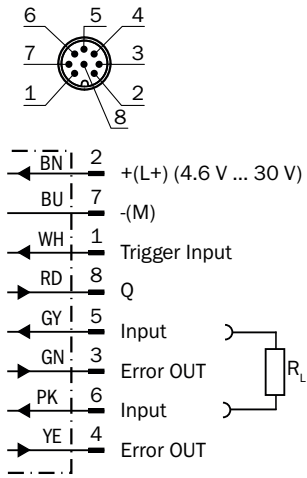 6 5 4
7 3
1 2
8
BN 2 +(L+) (4.6 V ... 30 V)
BU 7 -(M)
WH 1 Trigger Input
RD 8 Q
GY 5 Input
GN 3 Error OUT
RL
PK 6 Input
YE 4 Error OUT